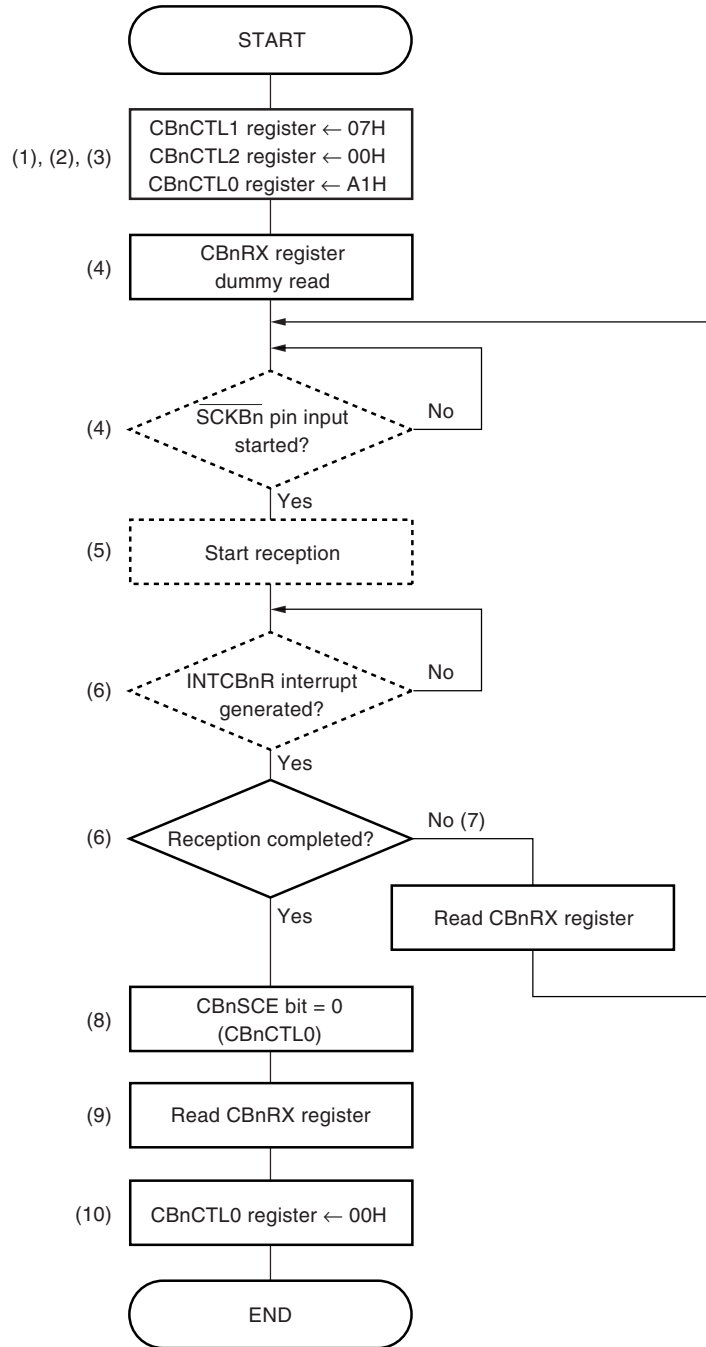 START
(1), (2), (3)
CBnCTL1 register ← 07H
CBnCTL2 register ← 00H
CBnCTL0 register ← A1H
(4)
CBnRX register
dummy read
(4)
S̅C̅K̅B̅n̅ pin input
started?
No
Yes
(5)
Start reception
(6)
INTCBnR interrupt
generated?
No
Yes
(6)
Reception completed?
No (7)
Yes
Read CBnRX register
(8)
CBnSCE bit = 0
(CBnCTL0)
(9)
Read CBnRX register
(10)
CBnCTL0 register ← 00H
END